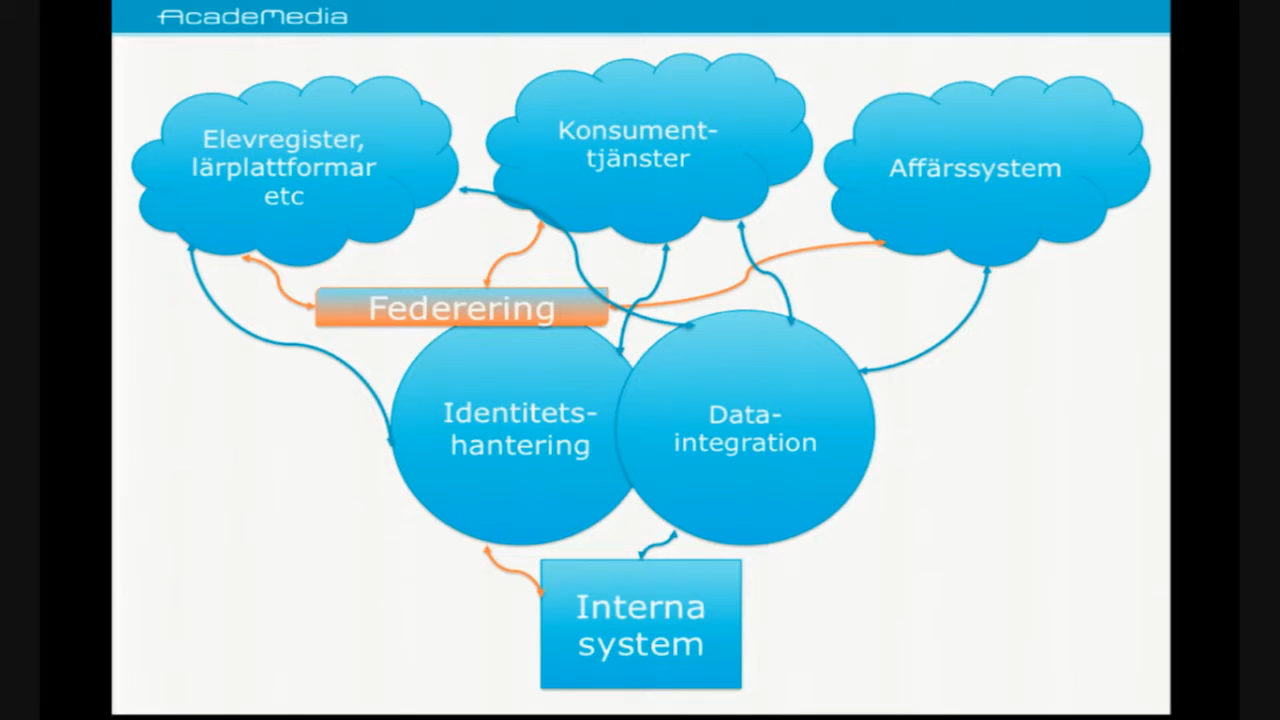 AcadeMedia
Elevregister,
lärplattformar
etc
Konsument-
tjänster
Affärssystem
Federering
Identitets-
hantering
Data-
integration
Interna
system